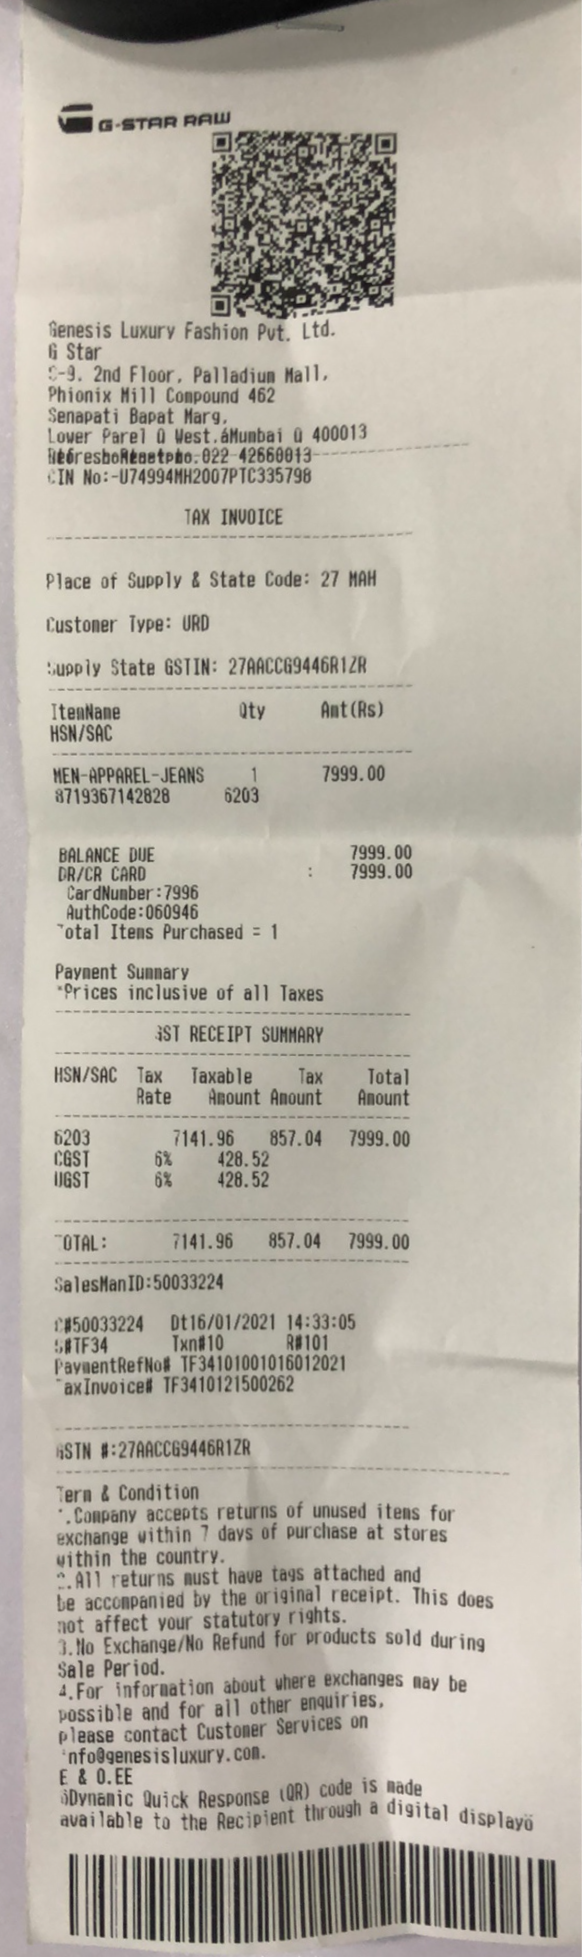 G-STAR RAW
Genesis Luxury Fashion Pvt. Ltd.
G Star
-9. 2nd Floor, Palladium Mall,
Phionix Mill Compound 462
Senapati Bapat Marg,
Lower Parel û West.áMumbai û 400013
022 42660013
CIN No:-U74994MH2007PTC335798
TAX INVOICE
Place of Supply & State Code: 27 MAH
Customer Type: URD
Supply State GSTIN: 27AACCG9446R1ZR
ItemName Qty Amt(Rs)
HSN/SAC
MEN-APPAREL-JEANS 1 7999.00
8719367142828 6203
BALANCE DUE 7999.00
DR/CR CARD : 7999.00
CardNumber:7996
AuthCode:060946
Total Items Purchased = 1
Payment Summary
*Prices inclusive of all Taxes
GST RECEIPT SUMMARY
HSN/SAC Tax Taxable Tax Total
Rate Amount Amount Amount
6203 7141.96 857.04 7999.00
CGST 6% 428.52
UGST 6% 428.52
TOTAL: 7141.96 857.04 7999.00
SalesManID:50033224
C#50033224 Dt16/01/2021 14:33:05
S#TF34 Txn#10 R#101
PaymentRefNo# TF34101001016012021
TaxInvoice# TF3410121500262
GSTN #:27AACCG9446R1ZR
Term & Condition
1.Company accepts returns of unused items for
exchange within 7 days of purchase at stores
within the country.
2.All returns must have tags attached and
be accompanied by the original receipt. This does
not affect your statutory rights.
3.No Exchange/No Refund for products sold during
Sale Period.
4.For information about where exchanges may be
possible and for all other enquiries,
please contact Customer Services on
info@genesisluxury.com.
E & O.EE
Dynamic Quick Response (QR) code is made
available to the Recipient through a digital displayö